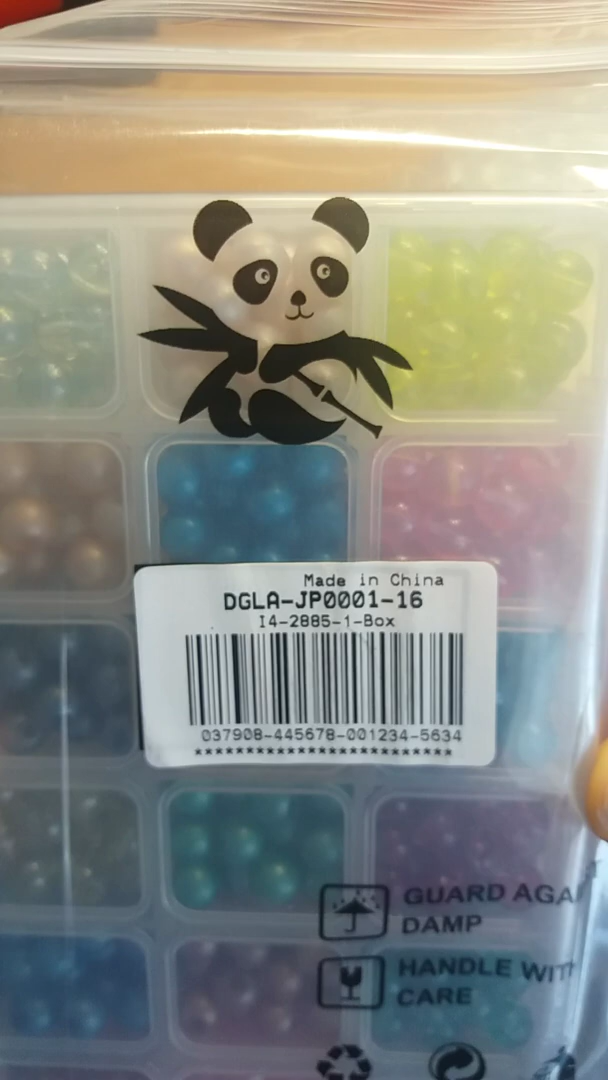 Made in China
DGLA-JP0001-16
I4-2885-1-Box
037908-445678-001234-5634
************************
GUARD AGA
DAMP
HANDLE WITH
CARE